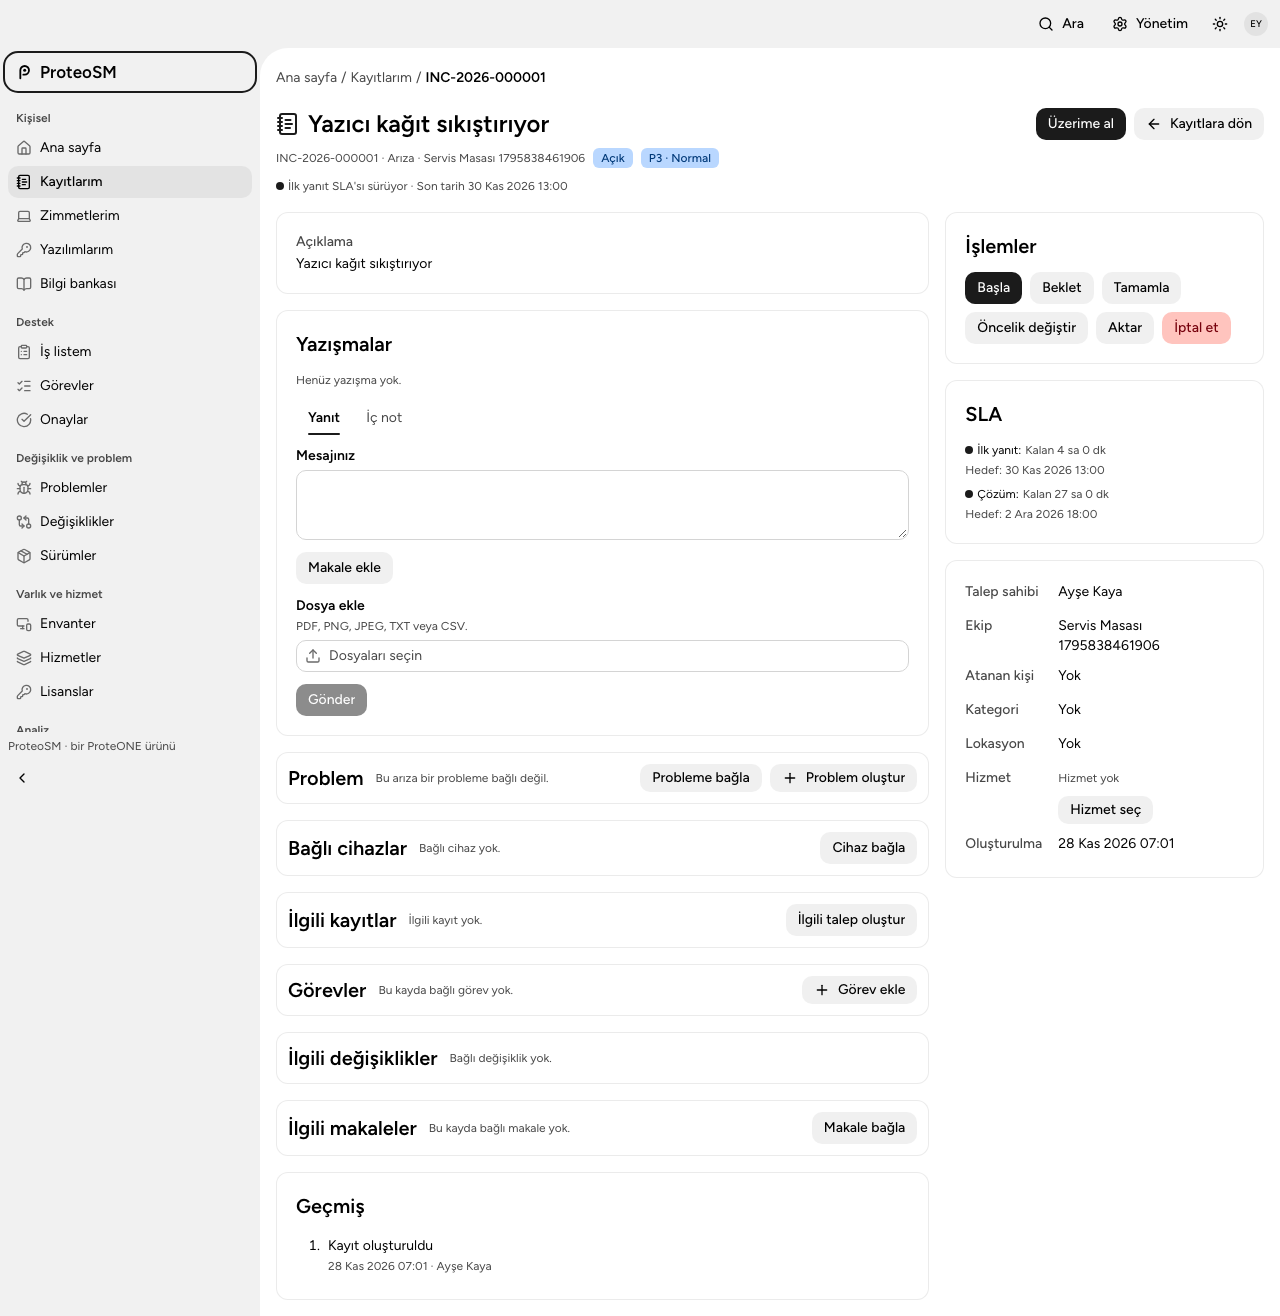 Ara
Yönetim
EY
ProteoSM
Kişisel
Ana sayfa
Kayıtlarım
Zimmetlerim
Yazılımlarım
Bilgi bankası
Destek
İş listem
Görevler
Onaylar
Değişiklik ve problem
Problemler
Değişiklikler
Sürümler
Varlık ve hizmet
Envanter
Hizmetler
Lisanslar
Analiz
ProteoSM · bir ProteONE ürünü
Ana sayfa / Kayıtlarım / INC-2026-000001
Yazıcı kağıt sıkıştırıyor
Üzerime al
Kayıtlara dön
INC-2026-000001 · Arıza · Servis Masası 1795838461906 Açık P3 · Normal
İlk yanıt SLA'sı sürüyor · Son tarih 30 Kas 2026 13:00
Açıklama
Yazıcı kağıt sıkıştırıyor
Yazışmalar
Henüz yazışma yok.
Yanıt İç not
Mesajınız
Makale ekle
Dosya ekle
PDF, PNG, JPEG, TXT veya CSV.
Dosyaları seçin
Gönder
Problem Bu arıza bir probleme bağlı değil. Probleme bağla Problem oluştur
Bağlı cihazlar Bağlı cihaz yok. Cihaz bağla
İlgili kayıtlar İlgili kayıt yok. İlgili talep oluştur
Görevler Bu kayda bağlı görev yok. Görev ekle
İlgili değişiklikler Bağlı değişiklik yok.
İlgili makaleler Bu kayda bağlı makale yok. Makale bağla
Geçmiş
1. Kayıt oluşturuldu
28 Kas 2026 07:01 · Ayşe Kaya
İşlemler
Başla Beklet Tamamla
Öncelik değiştir Aktar İptal et
SLA
İlk yanıt: Kalan 4 sa 0 dk
Hedef: 30 Kas 2026 13:00
Çözüm: Kalan 27 sa 0 dk
Hedef: 2 Ara 2026 18:00
Talep sahibi Ayşe Kaya
Ekip Servis Masası
1795838461906
Atanan kişi Yok
Kategori Yok
Lokasyon Yok
Hizmet Hizmet yok
Hizmet seç
Oluşturulma 28 Kas 2026 07:01